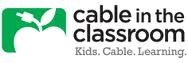 cable in the
classroom
Kids. Cable. Learning.